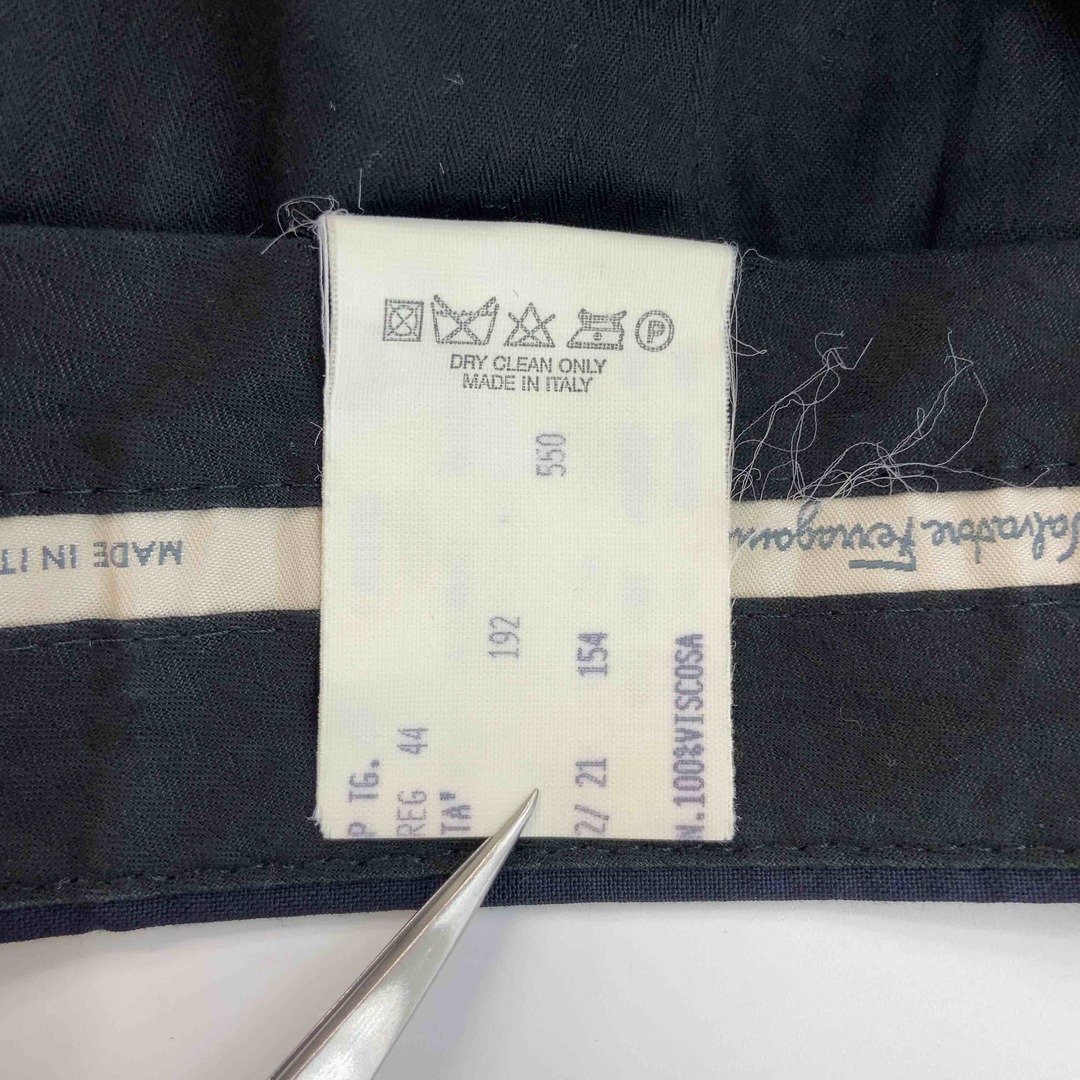 P
DRY CLEAN ONLY
MADE IN ITALY
550
192
154
P TG.
REG 44
TA'
2/ 21
N.100%VISCOSA
MADE IN IT
Salvatore Ferragam